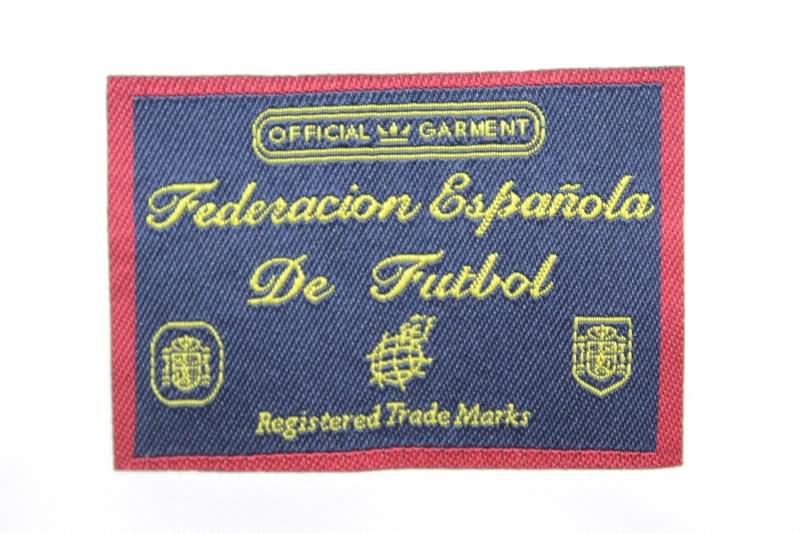 OFFICIAL GARMENT
Federacion Española
De Futbol
Registered Trade Marks